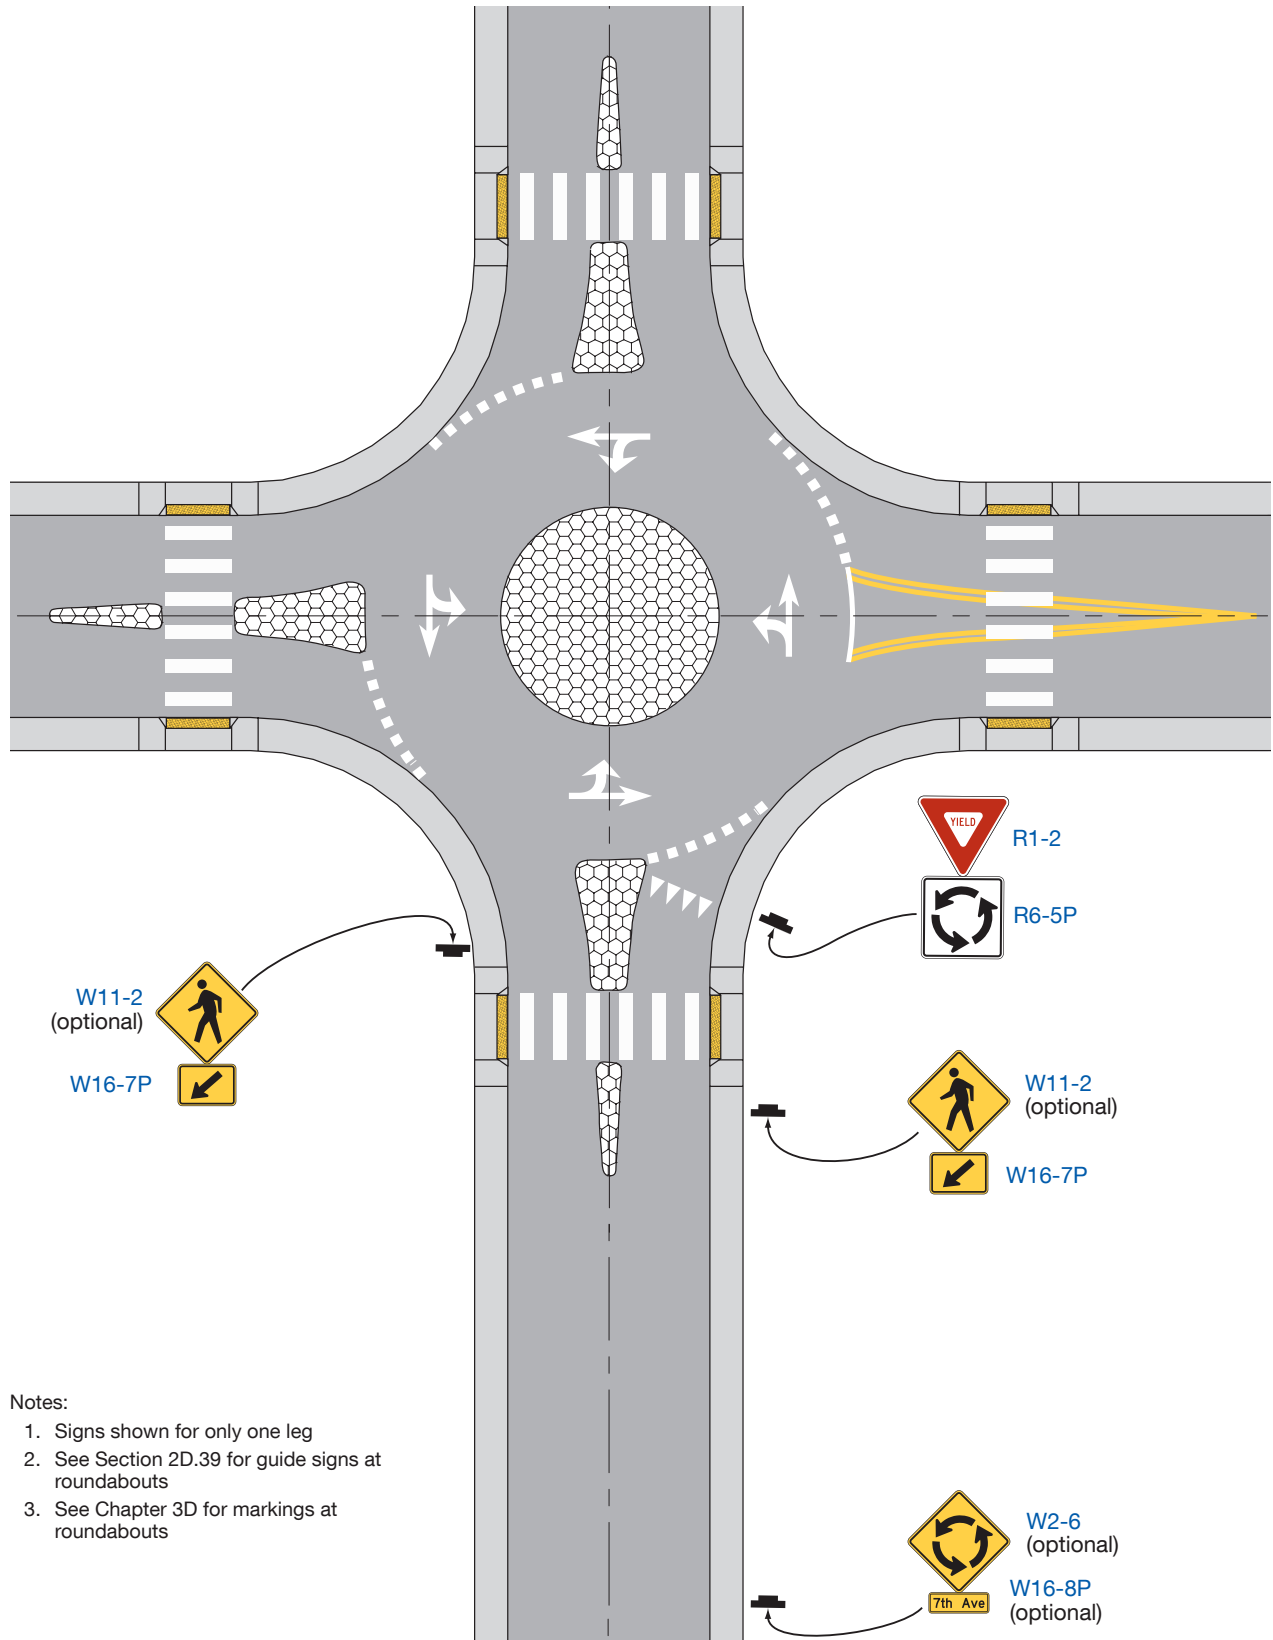 YIELD
R1-2
R6-5P
W11-2
(optional)
W16-7P
W11-2
(optional)
W16-7P
Notes:
1. Signs shown for only one leg
2. See Section 2D.39 for guide signs at
roundabouts
3. See Chapter 3D for markings at
roundabouts
W2-6
(optional)
7th Ave
W16-8P
(optional)